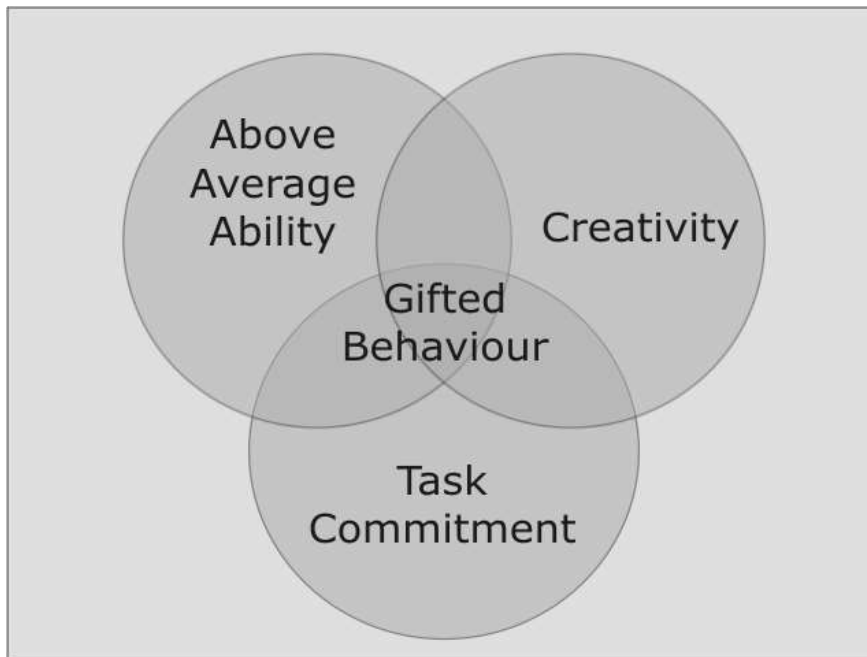 Above
Average
Ability
Creativity
Gifted
Behaviour
Task
Commitment